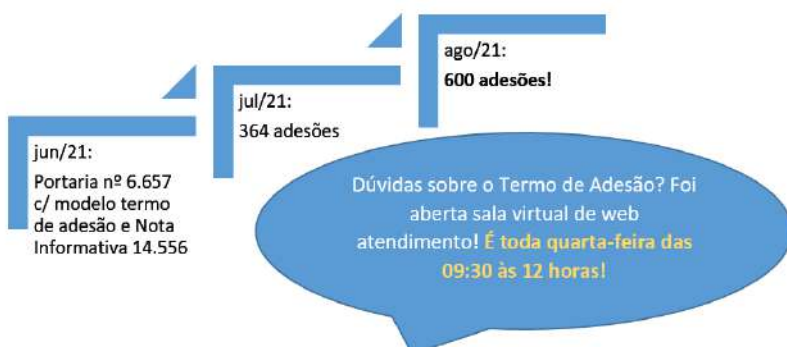 jun/21:
Portaria nº 6.657
c/ modelo termo
de adesão e Nota
Informativa 14.556
jul/21:
364 adesões
ago/21:
600 adesões!
Dúvidas sobre o Termo de Adesão? Foi
aberta sala virtual de web
atendimento! É toda quarta-feira das
09:30 às 12 horas!